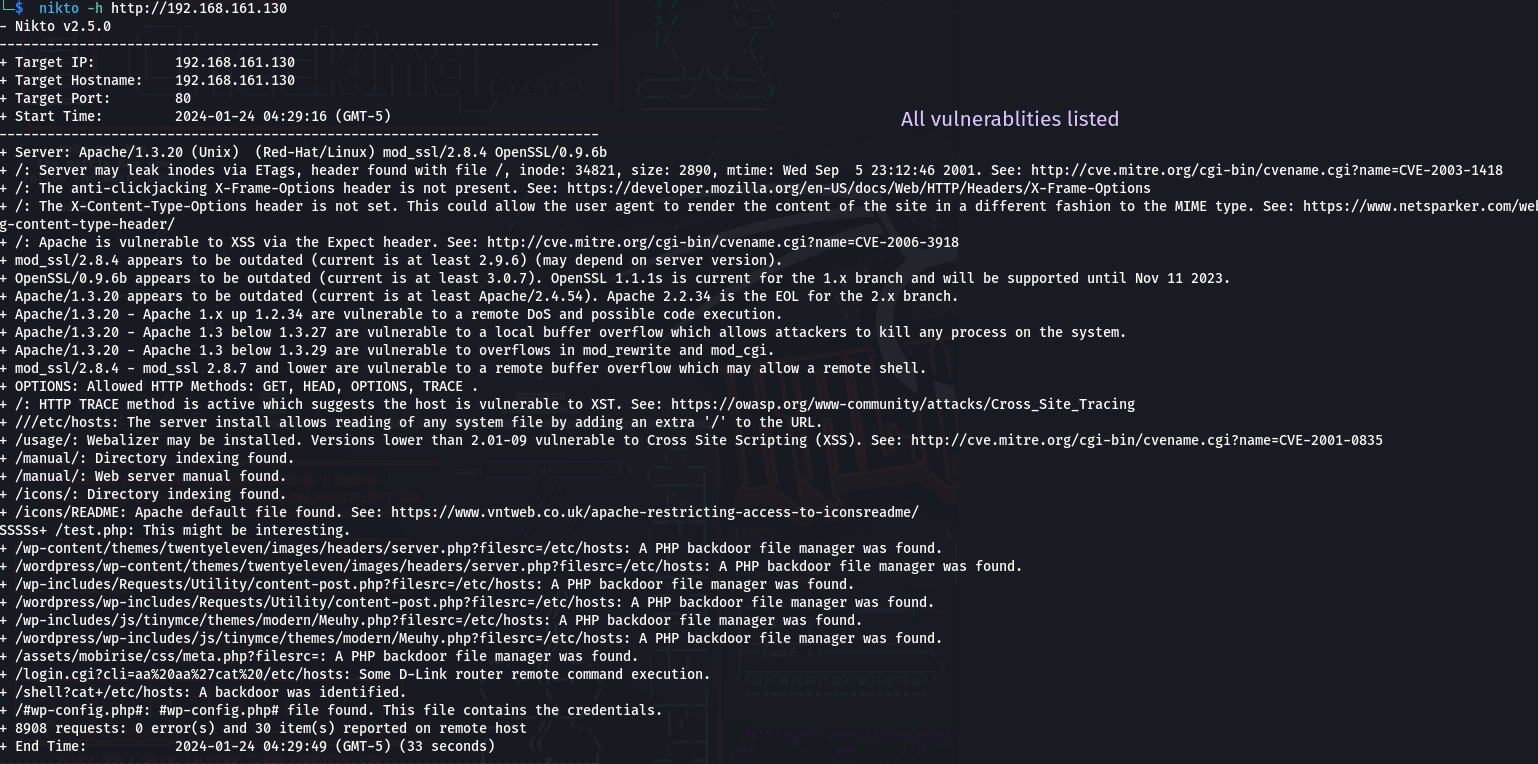 └─$ nikto -h http://192.168.161.130
- Nikto v2.5.0
---------------------------------------------------------------------------
+ Target IP:          192.168.161.130
+ Target Hostname:    192.168.161.130
+ Target Port:        80
+ Start Time:         2024-01-24 04:29:16 (GMT-5)
All vulnerablities listed
---------------------------------------------------------------------------
+ Server: Apache/1.3.20 (Unix)  (Red-Hat/Linux) mod_ssl/2.8.4 OpenSSL/0.9.6b
+ /: Server may leak inodes via ETags, header found with file /, inode: 34821, size: 2890, mtime: Wed Sep  5 23:12:46 2001. See: http://cve.mitre.org/cgi-bin/cvename.cgi?name=CVE-2003-1418
+ /: The anti-clickjacking X-Frame-Options header is not present. See: https://developer.mozilla.org/en-US/docs/Web/HTTP/Headers/X-Frame-Options
+ /: The X-Content-Type-Options header is not set. This could allow the user agent to render the content of the site in a different fashion to the MIME type. See: https://www.netsparker.com/we
g-content-type-header/
+ /: Apache is vulnerable to XSS via the Expect header. See: http://cve.mitre.org/cgi-bin/cvename.cgi?name=CVE-2006-3918
+ mod_ssl/2.8.4 appears to be outdated (current is at least 2.9.6) (may depend on server version).
+ OpenSSL/0.9.6b appears to be outdated (current is at least 3.0.7). OpenSSL 1.1.1s is current for the 1.x branch and will be supported until Nov 11 2023.
+ Apache/1.3.20 appears to be outdated (current is at least Apache/2.4.54). Apache 2.2.34 is the EOL for the 2.x branch.
+ Apache/1.3.20 - Apache 1.x up 1.2.34 are vulnerable to a remote DoS and possible code execution.
+ Apache/1.3.20 - Apache 1.3 below 1.3.27 are vulnerable to a local buffer overflow which allows attackers to kill any process on the system.
+ Apache/1.3.20 - Apache 1.3 below 1.3.29 are vulnerable to overflows in mod_rewrite and mod_cgi.
+ mod_ssl/2.8.4 - mod_ssl 2.8.7 and lower are vulnerable to a remote buffer overflow which may allow a remote shell.
+ OPTIONS: Allowed HTTP Methods: GET, HEAD, OPTIONS, TRACE .
+ /: HTTP TRACE method is active which suggests the host is vulnerable to XST. See: https://owasp.org/www-community/attacks/Cross_Site_Tracing
+ ///etc/hosts: The server install allows reading of any system file by adding an extra '/' to the URL.
+ /usage/: Webalizer may be installed. Versions lower than 2.01-09 vulnerable to Cross Site Scripting (XSS). See: http://cve.mitre.org/cgi-bin/cvename.cgi?name=CVE-2001-0835
+ /manual/: Directory indexing found.
+ /manual/: Web server manual found.
+ /icons/: Directory indexing found.
+ /icons/README: Apache default file found. See: https://www.vntweb.co.uk/apache-restricting-access-to-iconsreadme/
SSSSs+ /test.php: This might be interesting.
+ /wp-content/themes/twentyeleven/images/headers/server.php?filesrc=/etc/hosts: A PHP backdoor file manager was found.
+ /wordpress/wp-content/themes/twentyeleven/images/headers/server.php?filesrc=/etc/hosts: A PHP backdoor file manager was found.
+ /wp-includes/Requests/Utility/content-post.php?filesrc=/etc/hosts: A PHP backdoor file manager was found.
+ /wordpress/wp-includes/Requests/Utility/content-post.php?filesrc=/etc/hosts: A PHP backdoor file manager was found.
+ /wp-includes/js/tinymce/themes/modern/Meuhy.php?filesrc=/etc/hosts: A PHP backdoor file manager was found.
+ /wordpress/wp-includes/js/tinymce/themes/modern/Meuhy.php?filesrc=/etc/hosts: A PHP backdoor file manager was found.
+ /assets/mobirise/css/meta.php?filesrc=: A PHP backdoor file manager was found.
+ /login.cgi?cli=aa%20aa%27cat%20/etc/hosts: Some D-Link router remote command execution.
+ /shell?cat+/etc/hosts: A backdoor was identified.
+ /#wp-config.php#: #wp-config.php# file found. This file contains the credentials.
+ 8908 requests: 0 error(s) and 30 item(s) reported on remote host
+ End Time:           2024-01-24 04:29:49 (GMT-5) (33 seconds)
---------------------------------------------------------------------------